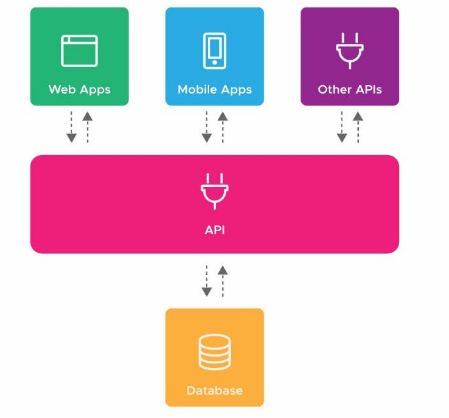 Web Apps
Mobile Apps
Other APIs
API
Database